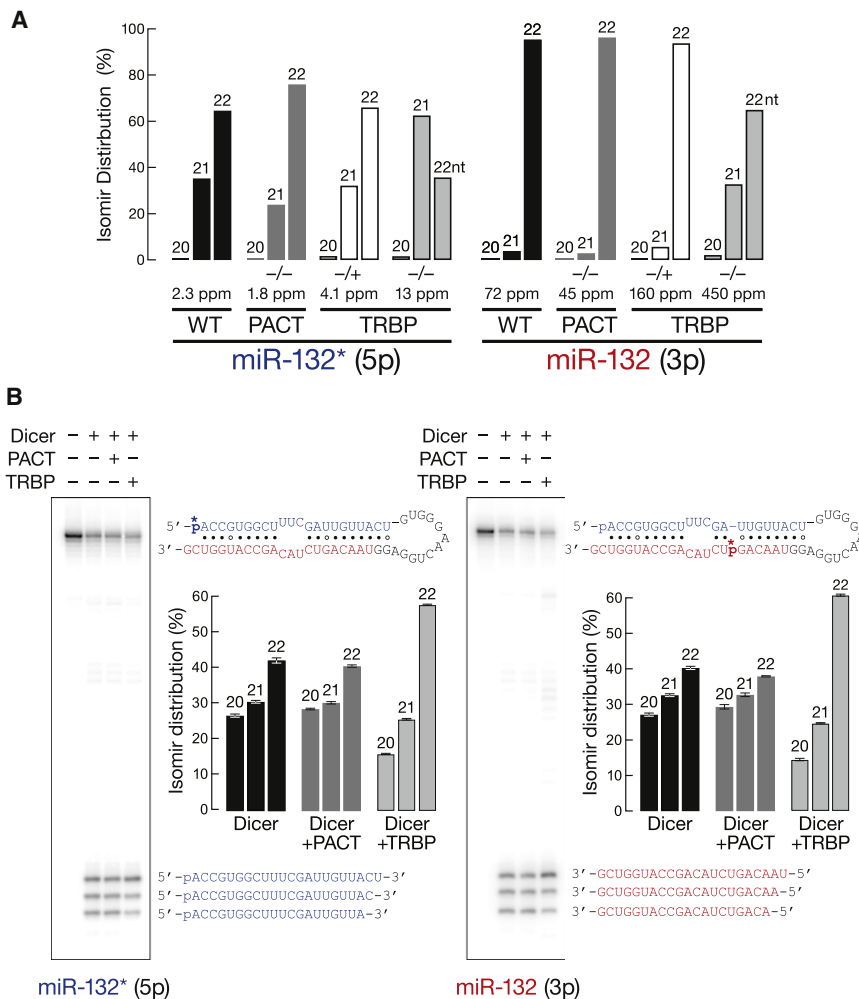 A
Isomir Distirbution (%)
100
80
60
40
20
0
20 21 22
20 21 22
20 21 22
20 21 22nt
20 21 22
20 21 22
20 21 22
20 21 22nt
−/− −/+ −/− −/− −/+ −/−
2.3 ppm 1.8 ppm 4.1 ppm 13 ppm 72 ppm 45 ppm 160 ppm 450 ppm
WT PACT TRBP WT PACT TRBP
miR-132* (5p) miR-132 (3p)
B
Dicer − + + +
PACT − − + −
TRBP − − − +
5′-*pACCGUGGCUUUCGAUUGUUACU-GUGGGAA
3′-GCUGGUACCGACAUCUGACAAUGGAGGCUC
Isomir distribution (%)
60
50
40
30
20
10
0
20 21 22
20 21 22
20 21 22
Dicer Dicer +PACT Dicer +TRBP
5′-pACCGUGGCUUUCGAUUGUUACU-3′
5′-pACCGUGGCUUUCGAUUGUUAC-3′
5′-pACCGUGGCUUUCGAUUGUUA-3′
miR-132* (5p)
Dicer − + + +
PACT − − + −
TRBP − − − +
5′-pACCGUGGCUUUCGA-UUGUUACU-GUGGGAA
3′-GCUGGUACCGACAUCU*pGACAAUGGAGGCUC
Isomir distribution (%)
60
50
40
30
20
10
0
20 21 22
20 21 22
20 21 22
Dicer Dicer +PACT Dicer +TRBP
3′-GCUGGUACCGACAUCUGACAAU-5′
3′-GCUGGUACCGACAUCUGACAA-5′
3′-GCUGGUACCGACAUCUGACA-5′
miR-132 (3p)